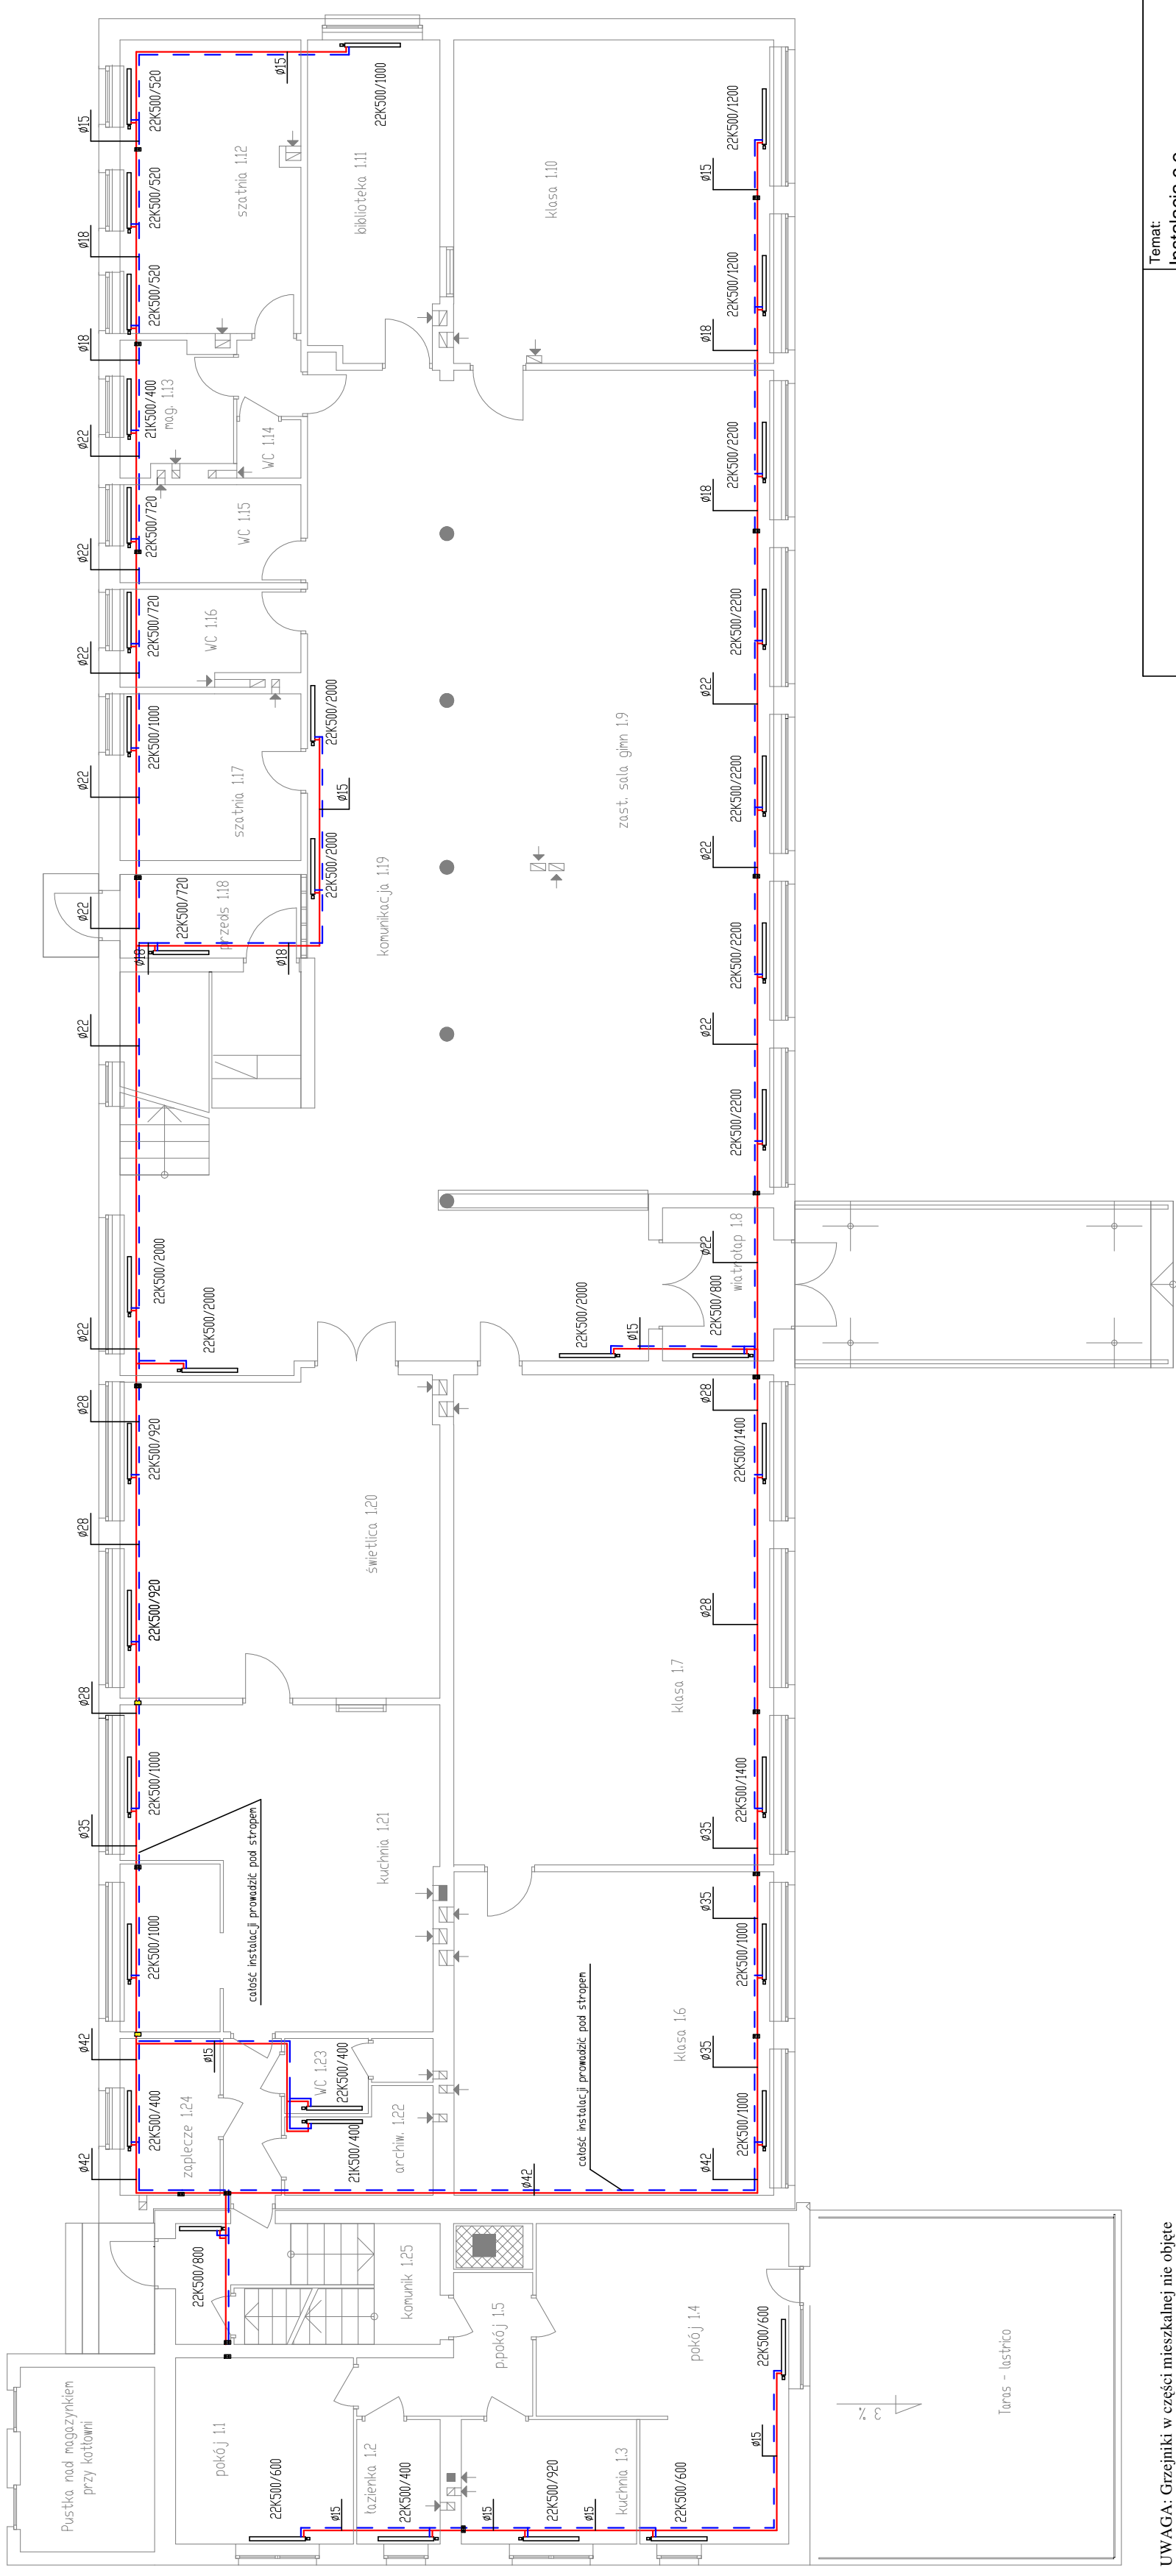 ø15
22K500/520
ø18
22K500/520
ø18
22K500/520
ø22
21K500/400
ø22
22K500/720
ø22
22K500/720
ø22
22K500/1000
ø22
22K500/720
ø22
22K500/2000
ø22
22K500/2000
ø28
22K500/920
ø28
22K500/920
ø28
22K500/1000
ø35
22K500/1000
ø42
22K500/400
ø42
22K500/800
ø15
22K500/1000
szatnia 1.12
biblioteka 1.11
klasa 1.10
mag. 1.13
WC 1.14
WC 1.15
WC 1.16
szatnia 1.17
przeds 1.18
ø18
ø18
22K500/2000
ø15
22K500/2000
komunikacja 1.19
zast. sala gimn 1.9
22K500/1200
ø15
22K500/1200
ø18
22K500/2200
ø18
22K500/2200
ø22
22K500/2200
ø22
22K500/2200
ø22
22K500/2200
wiatrołap 1.8
ø22
22K500/800
22K500/2000
ø15
ø28
22K500/1400
ø28
22K500/1400
ø35
ø35
22K500/1000
ø35
22K500/1000
ø42
świetlica 1.20
klasa 1.7
kuchnia 1.21
całość instalacji prowadzić pod stropem
całość instalacji prowadzić pod stropem
klasa 1.6
ø15
WC 1.23
22K500/400
21K500/400
archiw. 1.22
zaplecze 1.24
ø42
komunik 1.25
p.pokój 1.5
pokój 1.4
22K500/600
ø15
Taras - lastrico
3 %
Pustka nad magazynkiem
przy kotłowni
pokój 1.1
22K500/600
ø15
łazienka 1.2
22K500/400
ø15
22K500/920
kuchnia 1.3
ø15
22K500/600
Temat:
UWAGA: Grzejniki w części mieszkalnej nie objęte